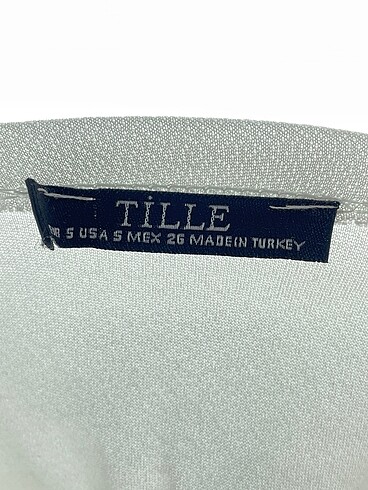 TİLLE
S USA S MEX 26 MADE IN TURKEY